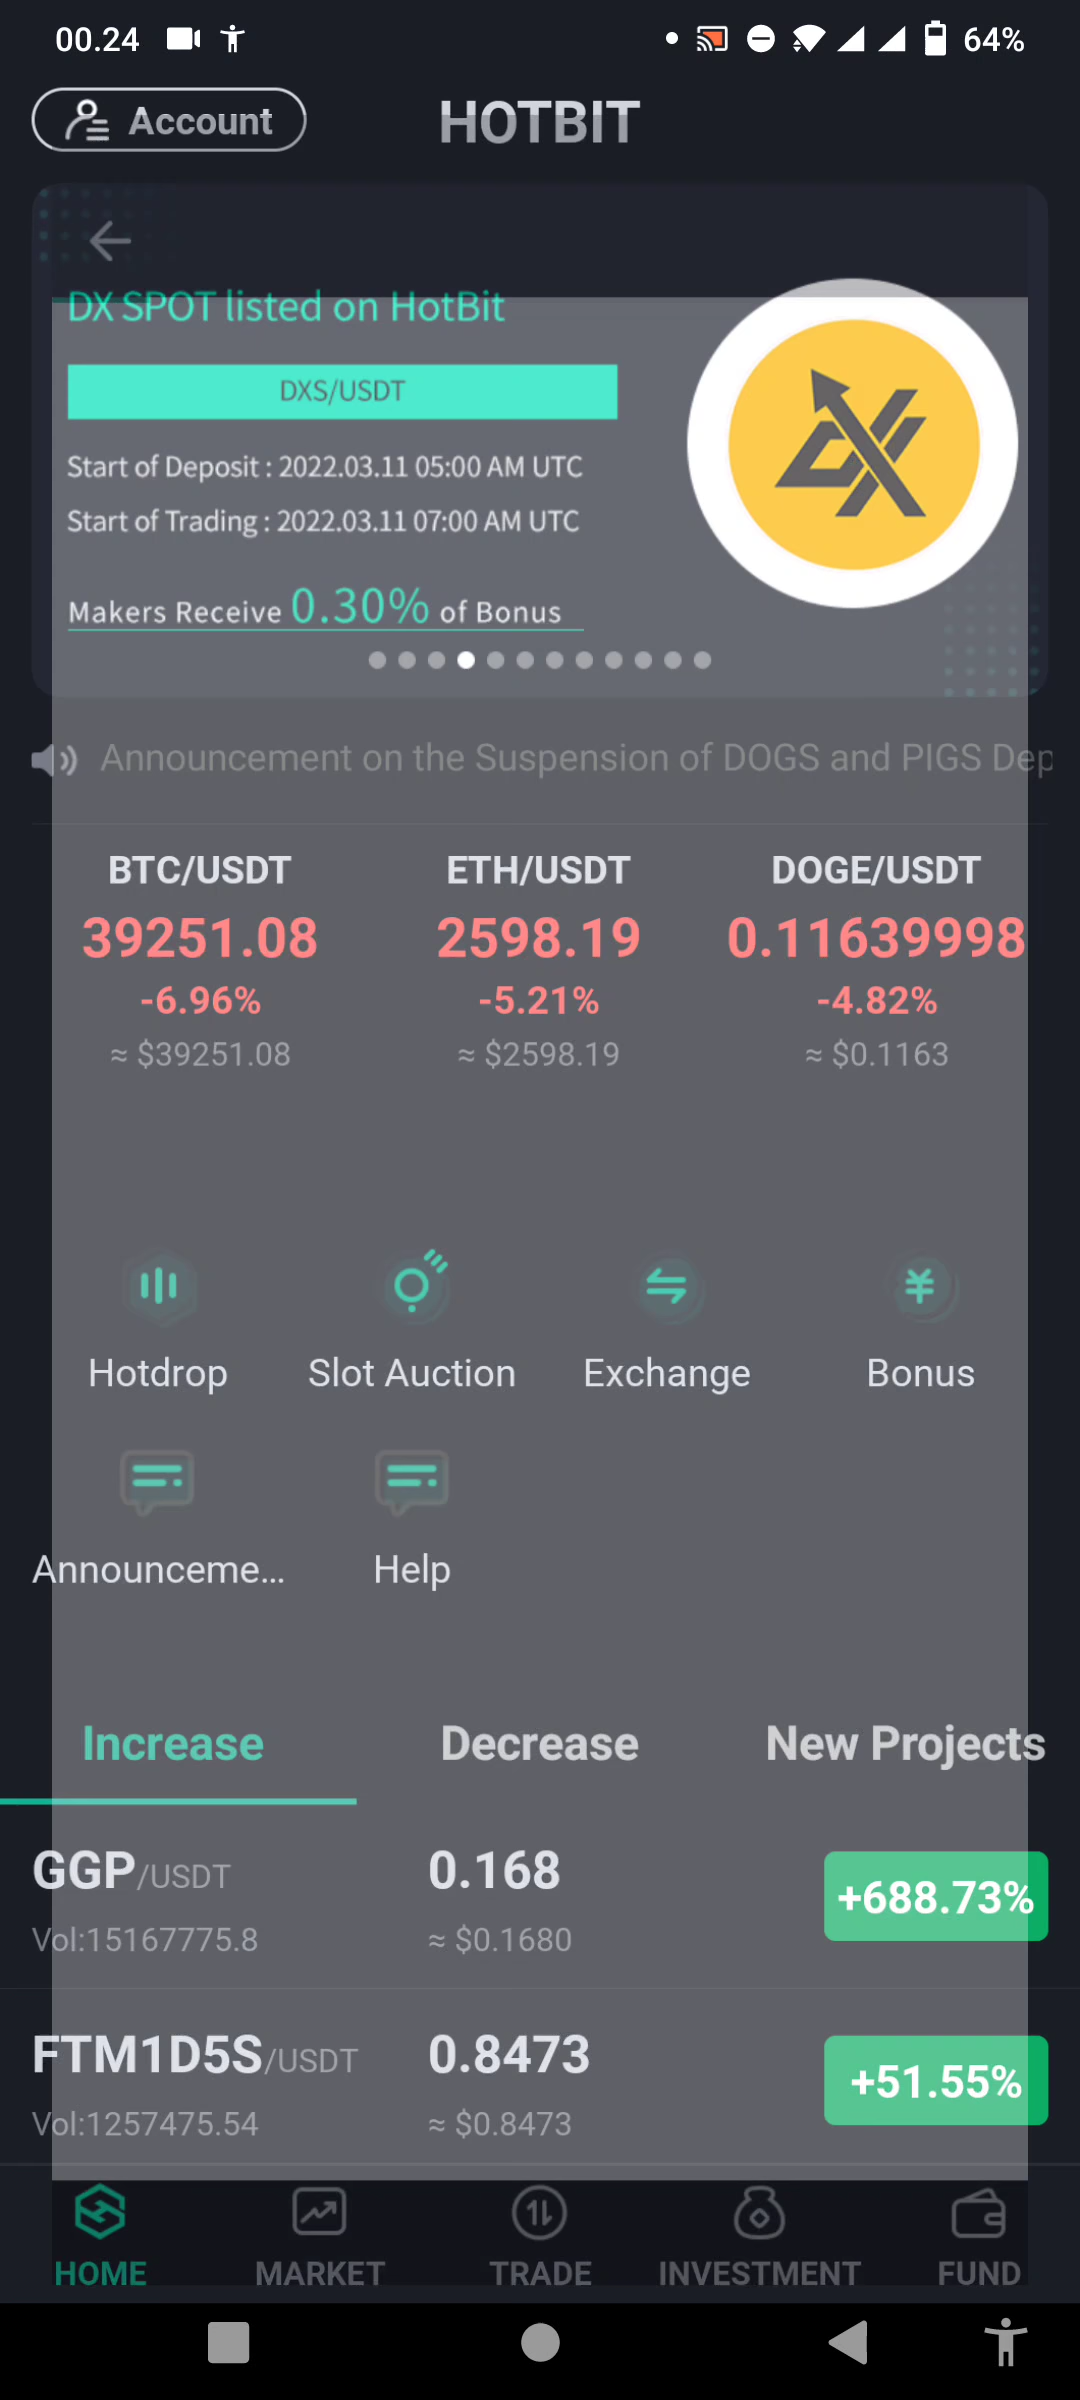 00.24
64%
Account
HOTBIT
DX SPOT listed on HotBit
DXS/USDT
Start of Deposit : 2022.03.11 05:00 AM UTC
Start of Trading : 2022.03.11 07:00 AM UTC
Makers Receive 0.30% of Bonus
Announcement on the Suspension of DOGS and PIGS Dep
BTC/USDT ETH/USDT DOGE/USDT
39251.08 2598.19 0.11639998
-6.96% -5.21% -4.82%
≈ $39251.08 ≈ $2598.19 ≈ $0.1163
Hotdrop Slot Auction Exchange Bonus
Announceme... Help
Increase Decrease New Projects
GGP/USDT 0.168 +688.73%
Vol:15167775.8 ≈ $0.1680
FTM1D5S/USDT 0.8473 +51.55%
Vol:1257475.54 ≈ $0.8473
HOME MARKET TRADE INVESTMENT FUND